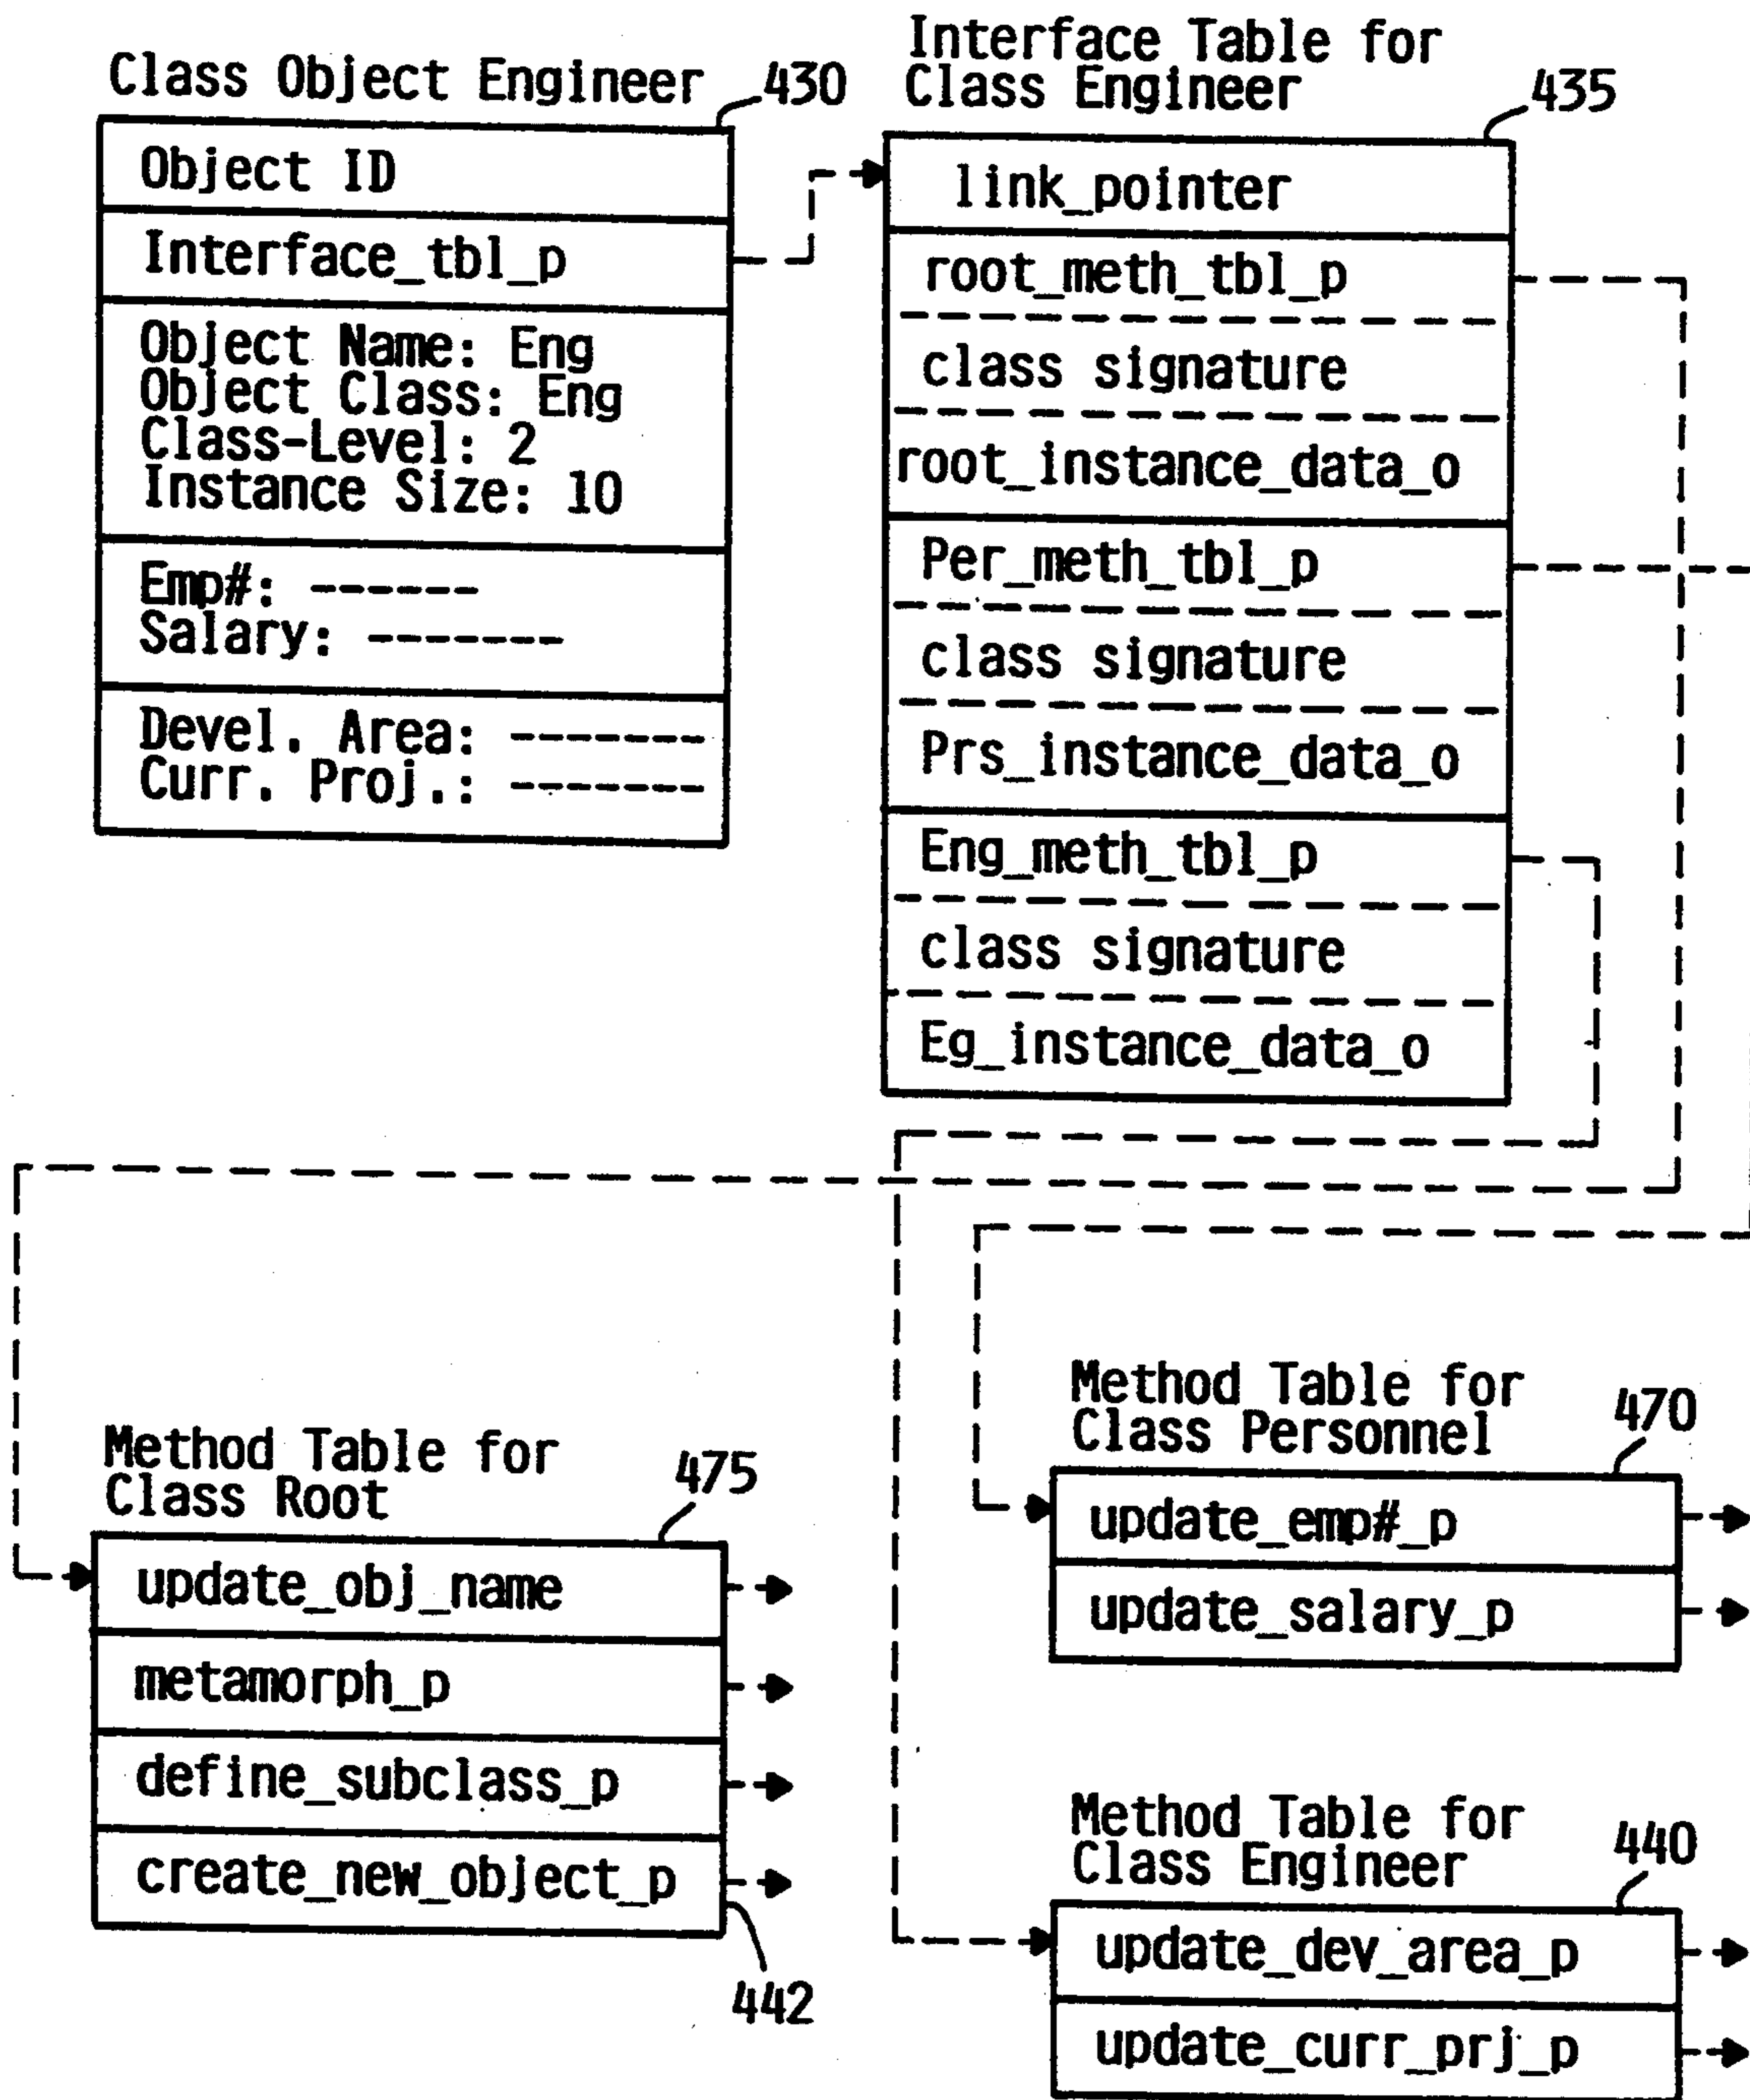 Class Object Engineer
430
Object ID
Interface_tbl_p
Object Name: Eng
Object Class: Eng
Class-Level: 2
Instance Size: 10
Emp#: ------
Salary: -------
Devel. Area: -------
Curr. Proj.: -------
Interface Table for
Class Engineer
435
link_pointer
root_meth_tbl_p
class signature
root_instance_data_o
Per_meth_tbl_p
class signature
Prs_instance_data_o
Eng_meth_tbl_p
class signature
Eg_instance_data_o
Method Table for
Class Root
475
update_obj_name
metamorph_p
define_subclass_p
create_new_object_p
442
Method Table for
Class Personnel
470
update_emp#_p
update_salary_p
Method Table for
Class Engineer
440
update_dev_area_p
update_curr_prj_p